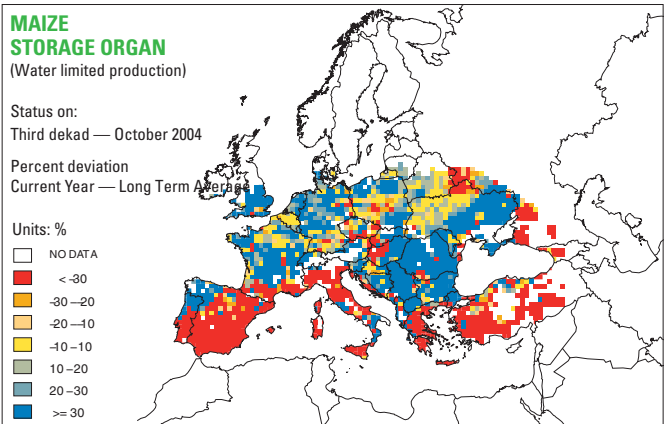 MAIZE
STORAGE ORGAN
(Water limited production)
Status on:
Third dekad — October 2004
Percent deviation
Current Year — Long Term Average
Units: %
NO DATA
< -30
-30 —20
-20 —10
-10 –10
10 –20
20 –30
>= 30